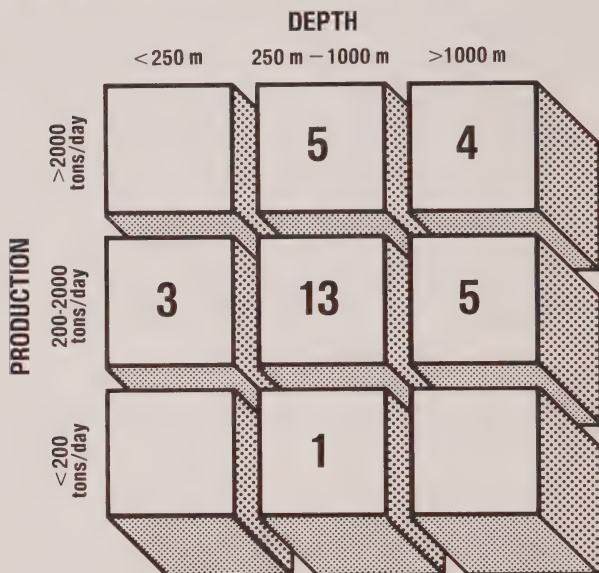 DEPTH
<250 m 250 m – 1000 m >1000 m
PRODUCTION
>2000
tons/day
5 4
200-2000
tons/day
3 13 5
<200
tons/day
1